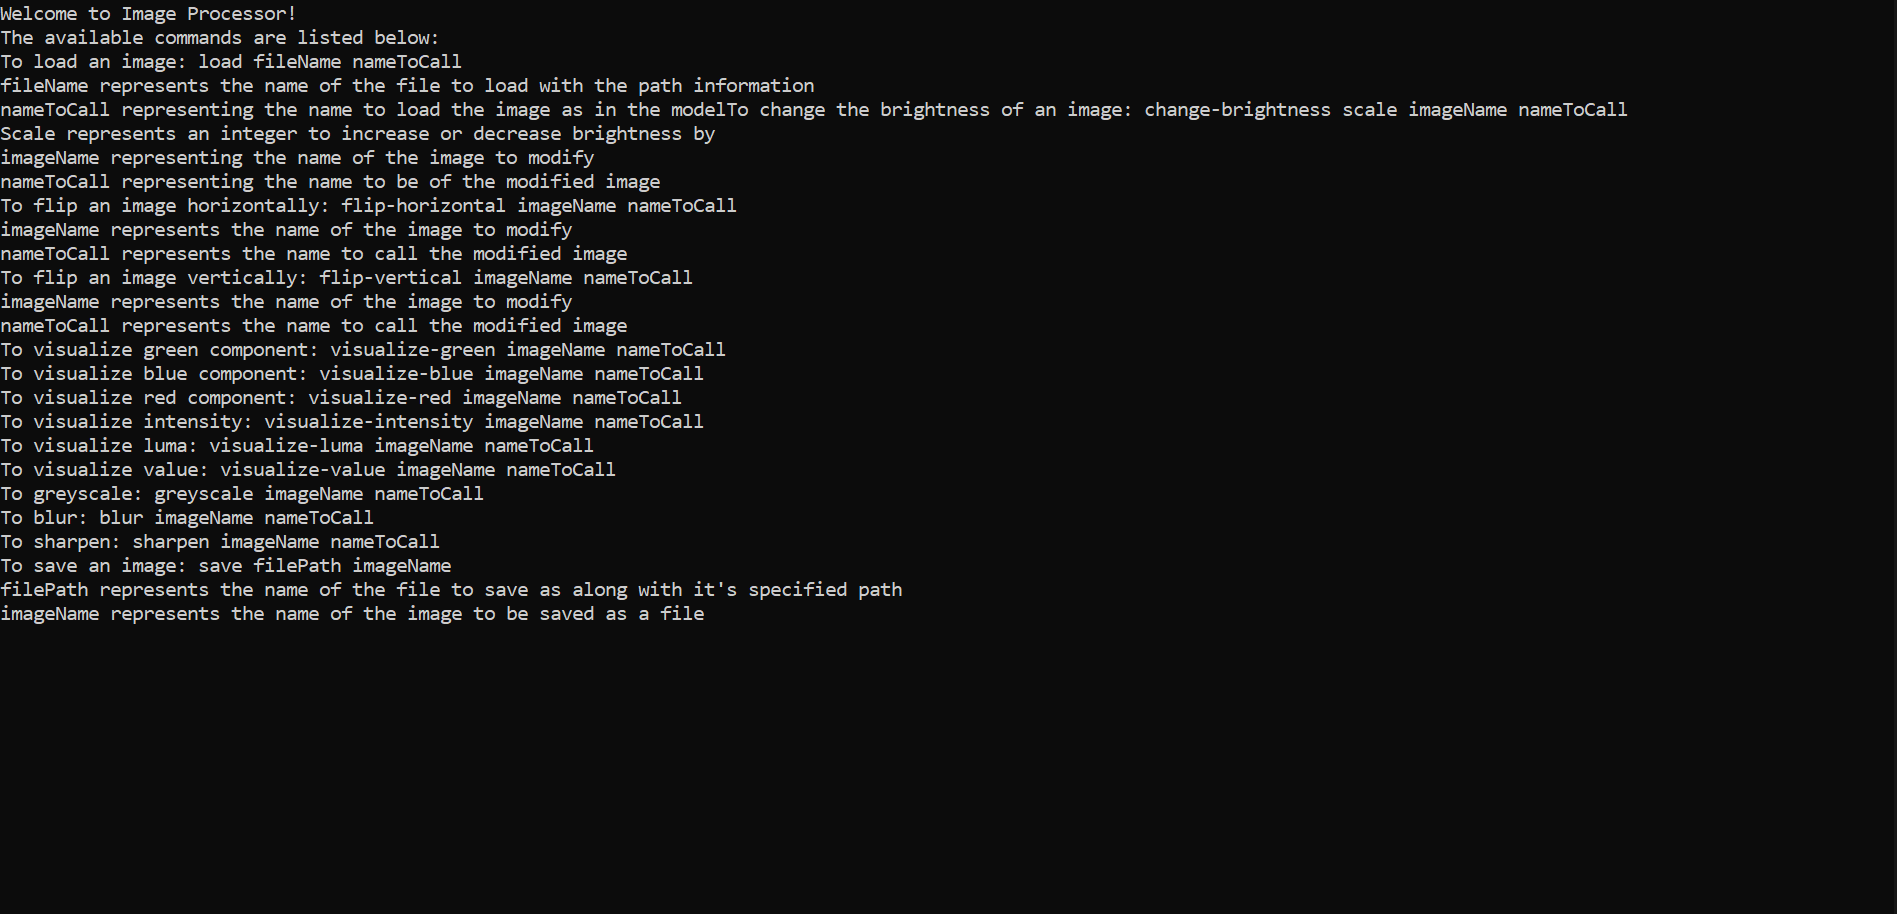 Welcome to Image Processor!
The available commands are listed below:
To load an image: load fileName nameToCall
fileName represents the name of the file to load with the path information
nameToCall representing the name to load the image as in the modelTo change the brightness of an image: change-brightness scale imageName nameToCall
Scale represents an integer to increase or decrease brightness by
imageName representing the name of the image to modify
nameToCall representing the name to be of the modified image
To flip an image horizontally: flip-horizontal imageName nameToCall
imageName represents the name of the image to modify
nameToCall represents the name to call the modified image
To flip an image vertically: flip-vertical imageName nameToCall
imageName represents the name of the image to modify
nameToCall represents the name to call the modified image
To visualize green component: visualize-green imageName nameToCall
To visualize blue component: visualize-blue imageName nameToCall
To visualize red component: visualize-red imageName nameToCall
To visualize intensity: visualize-intensity imageName nameToCall
To visualize luma: visualize-luma imageName nameToCall
To visualize value: visualize-value imageName nameToCall
To greyscale: greyscale imageName nameToCall
To blur: blur imageName nameToCall
To sharpen: sharpen imageName nameToCall
To save an image: save filePath imageName
filePath represents the name of the file to save as along with it's specified path
imageName represents the name of the image to be saved as a file